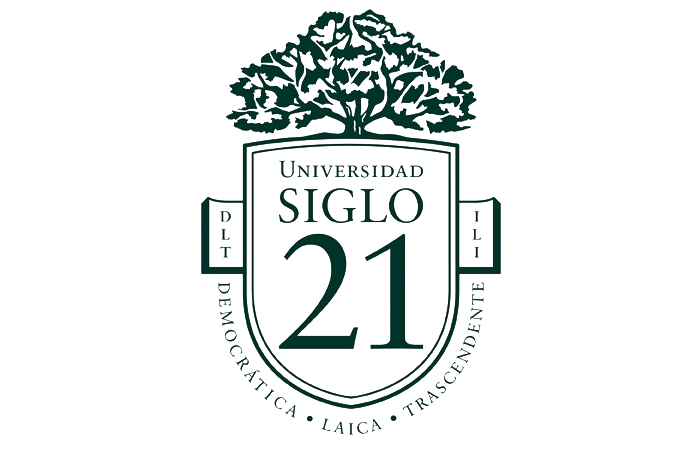 UNIVERSIDAD
SIGLO
21
DLT
ILI
DEMOCRÁTICA • LAICA • TRASCENDENTE